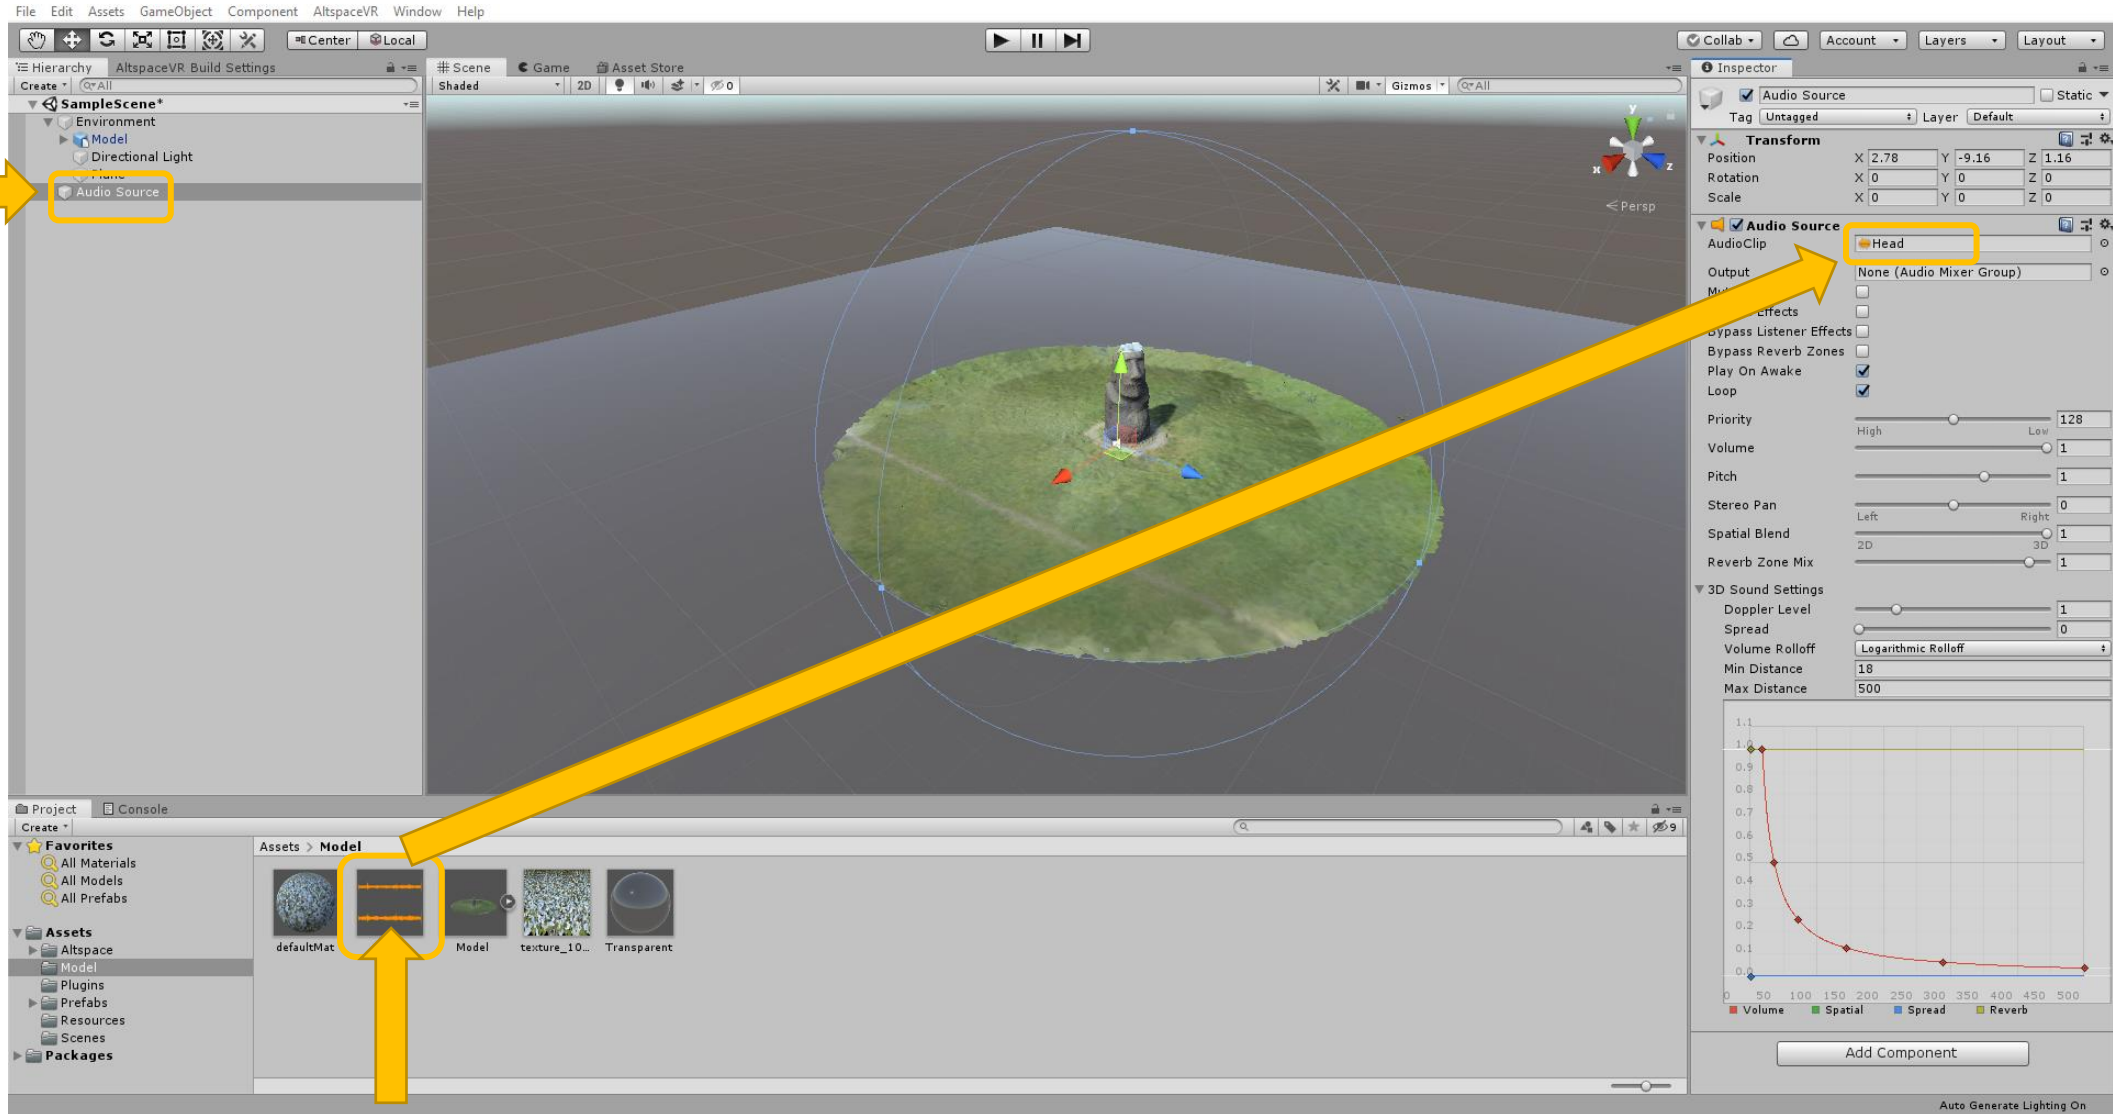 File Edit Assets GameObject Component AltspaceVR Window Help
Center Local
Collab Account Layers Layout
Hierarchy AltspaceVR Build Settings
Create All
SampleScene*
Environment
Model
Directional Light
Plane
Audio Source
Scene Game Asset Store
Shaded 2D 0 Gizmos All
y
x z
Persp
Inspector
Audio Source Static
Tag Untagged Layer Default
Transform
Position X 2.78 Y -9.16 Z 1.16
Rotation X 0 Y 0 Z 0
Scale X 0 Y 0 Z 0
Audio Source
AudioClip Head
Output None (Audio Mixer Group)
Effects
Bypass Listener Effects
Bypass Reverb Zones
Play On Awake
Loop
Priority 128
High Low
Volume 1
Pitch 1
Stereo Pan 0
Left Right
Spatial Blend 1
2D 3D
Reverb Zone Mix 1
3D Sound Settings
Doppler Level 1
Spread 0
Volume Rolloff Logarithmic Rolloff
Min Distance 18
Max Distance 500
1.1
1.0
0.9
0.8
0.7
0.6
0.5
0.4
0.3
0.2
0.1
0.0
0 50 100 150 200 250 300 350 400 450 500
Volume Spatial Spread Reverb
Add Component
Project Console
Create 9
Favorites
All Materials
All Models
All Prefabs
Assets
Altspace
Model
Plugins
Prefabs
Resources
Scenes
Packages
Assets > Model
defaultMat Model texture_10... Transparent
Auto Generate Lighting On